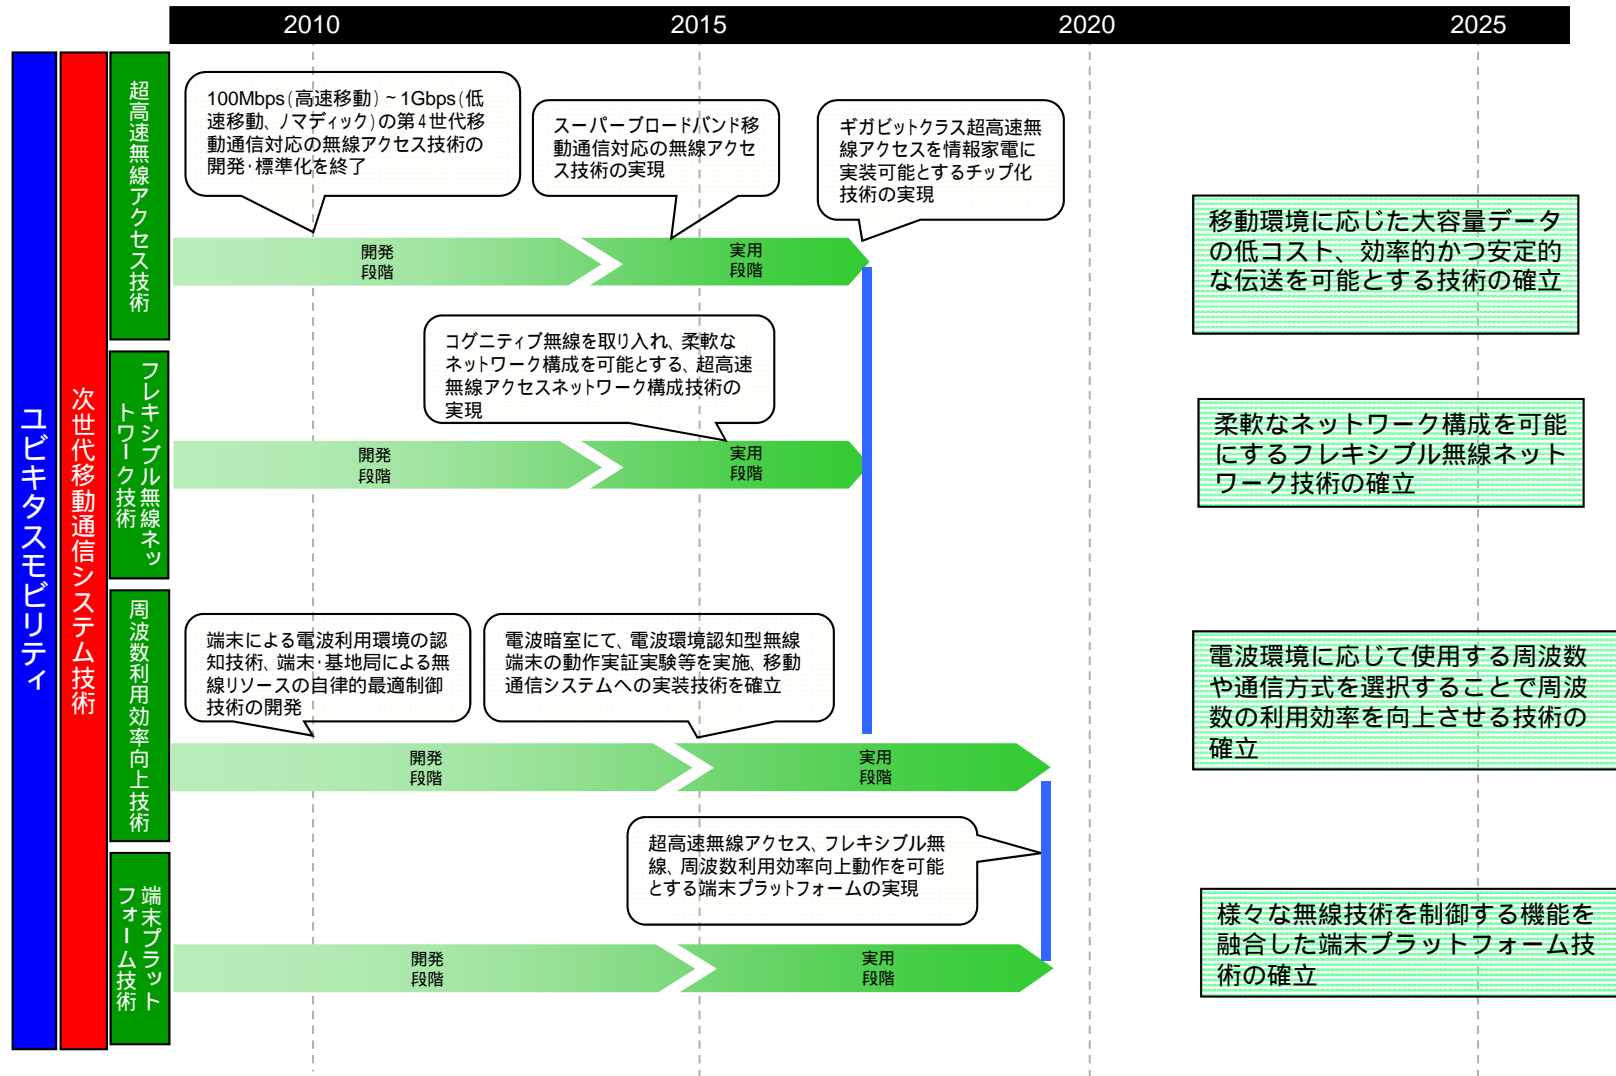 2010
2015
2020
2025
ユビキタスモビリティ
次世代移動通信システム技術
超高速無線アクセス技術
100Mbps(高速移動)~1Gbps(低
速移動、ノマディック)の第4世代移
動通信対応の無線アクセス技術の
開発・標準化を終了
スーパーブロードバンド移
動通信対応の無線アクセ
ス技術の実現
ギガビットクラス超高速無
線アクセスを情報家電に
実装可能とするチップ化
技術の実現
開発
段階
実用
段階
移動環境に応じた大容量データ
の低コスト、効率的かつ安定的
な伝送を可能とする技術の確立
フレキシブル無線ネッ
トワーク技術
コグニティブ無線を取り入れ、柔軟な
ネットワーク構成を可能とする、超高速
無線アクセスネットワーク構成技術の
実現
開発
段階
実用
段階
柔軟なネットワーク構成を可能
にするフレキシブル無線ネット
ワーク技術の確立
周波数利用効率向上技術
端末による電波利用環境の認
知技術、端末・基地局による無
線リソースの自律的最適制御
技術の開発
電波暗室にて、電波環境認知型無線
端末の動作実証実験等を実施、移動
通信システムへの実装技術を確立
開発
段階
実用
段階
電波環境に応じて使用する周波数
や通信方式を選択することで周波
数の利用効率を向上させる技術の
確立
端末プラット
フォーム技術
超高速無線アクセス、フレキシブル無
線、周波数利用効率向上動作を可能
とする端末プラットフォームの実現
開発
段階
実用
段階
様々な無線技術を制御する機能を
融合した端末プラットフォーム技
術の確立